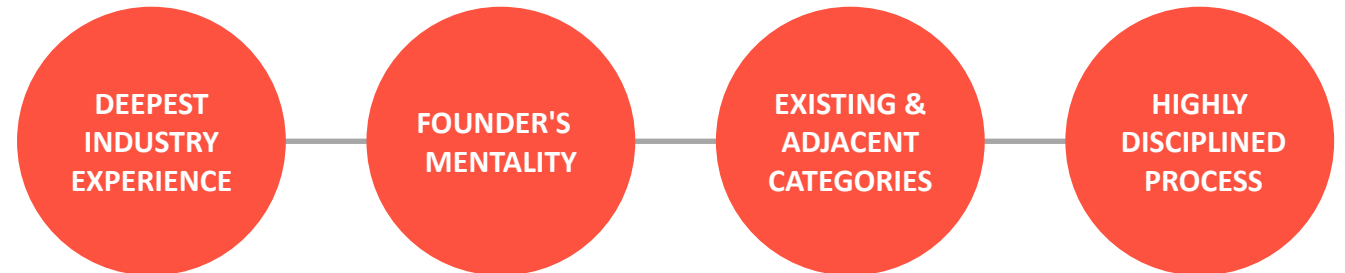 DEEPEST
INDUSTRY
EXPERIENCE
FOUNDER'S
MENTALITY
EXISTING &
ADJACENT
CATEGORIES
HIGHLY
DISCIPLINED
PROCESS